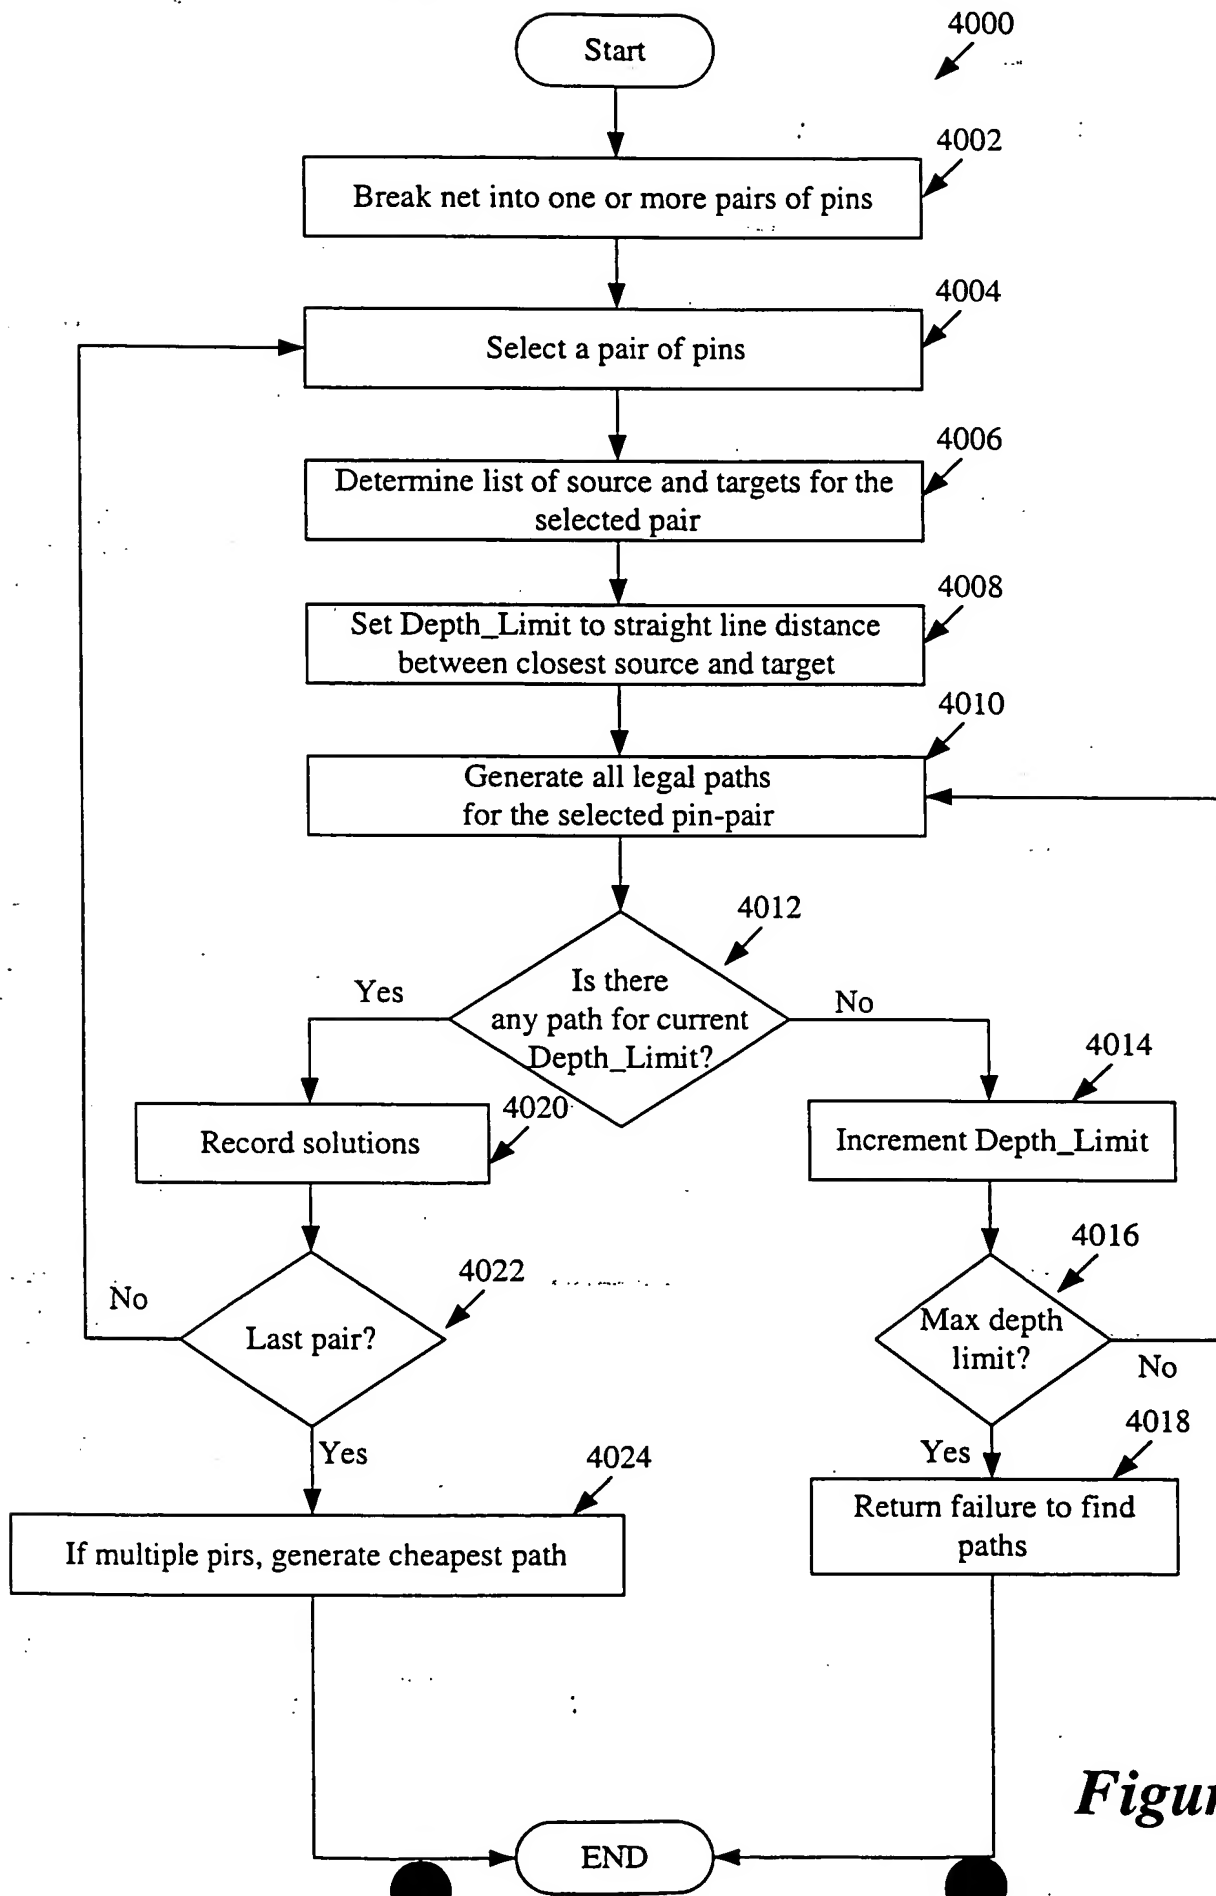 Start
4000
4002
Break net into one or more pairs of pins
4004
Select a pair of pins
4006
Determine list of source and targets for the
selected pair
4008
Set Depth_Limit to straight line distance
between closest source and target
4010
Generate all legal paths
for the selected pin-pair
4012
Is there
any path for current
Depth_Limit?
Yes
No
4014
4020
Record solutions
Increment Depth_Limit
4016
4022
No
Last pair?
Max depth
limit?
No
4018
Yes
Yes
4024
Return failure to find
paths
If multiple pirs, generate cheapest path
Figur
END